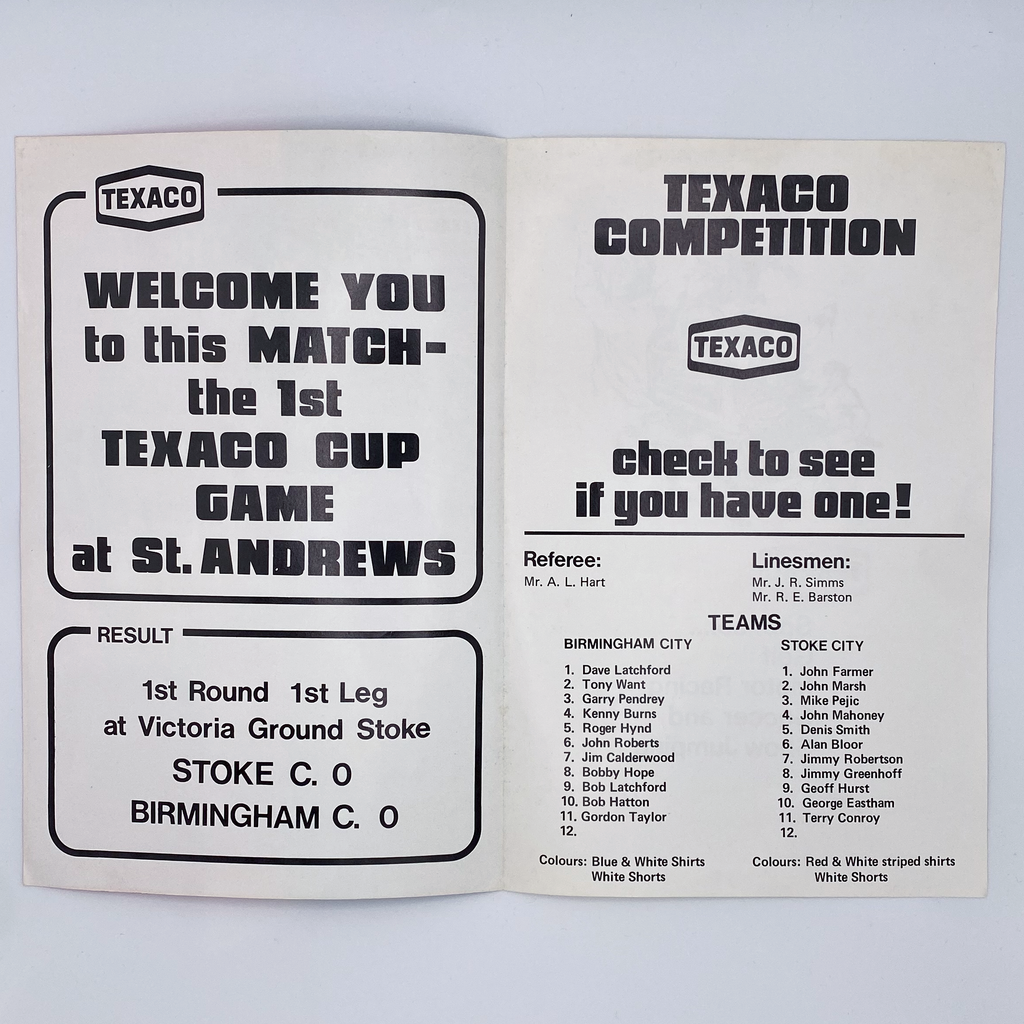 TEXACO
WELCOME YOU
to this MATCH-
the 1st
TEXACO CUP
GAME
at St. ANDREWS
RESULT
1st Round 1st Leg
at Victoria Ground Stoke
STOKE C. 0
BIRMINGHAM C. 0
TEXACO
COMPETITION
TEXACO
check to see
if you have one!
Referee:
Mr. A. L. Hart
Linesmen:
Mr. J. R. Simms
Mr. R. E. Barston
TEAMS
BIRMINGHAM CITY
1. Dave Latchford
2. Tony Want
3. Garry Pendrey
4. Kenny Burns
5. Roger Hynd
6. John Roberts
7. Jim Calderwood
8. Bobby Hope
9. Bob Latchford
10. Bob Hatton
11. Gordon Taylor
12.
Colours: Blue & White Shirts
White Shorts
STOKE CITY
1. John Farmer
2. John Marsh
3. Mike Pejic
4. John Mahoney
5. Denis Smith
6. Alan Bloor
7. Jimmy Robertson
8. Jimmy Greenhoff
9. Geoff Hurst
10. George Eastham
11. Terry Conroy
12.
Colours: Red & White striped shirts
White Shorts